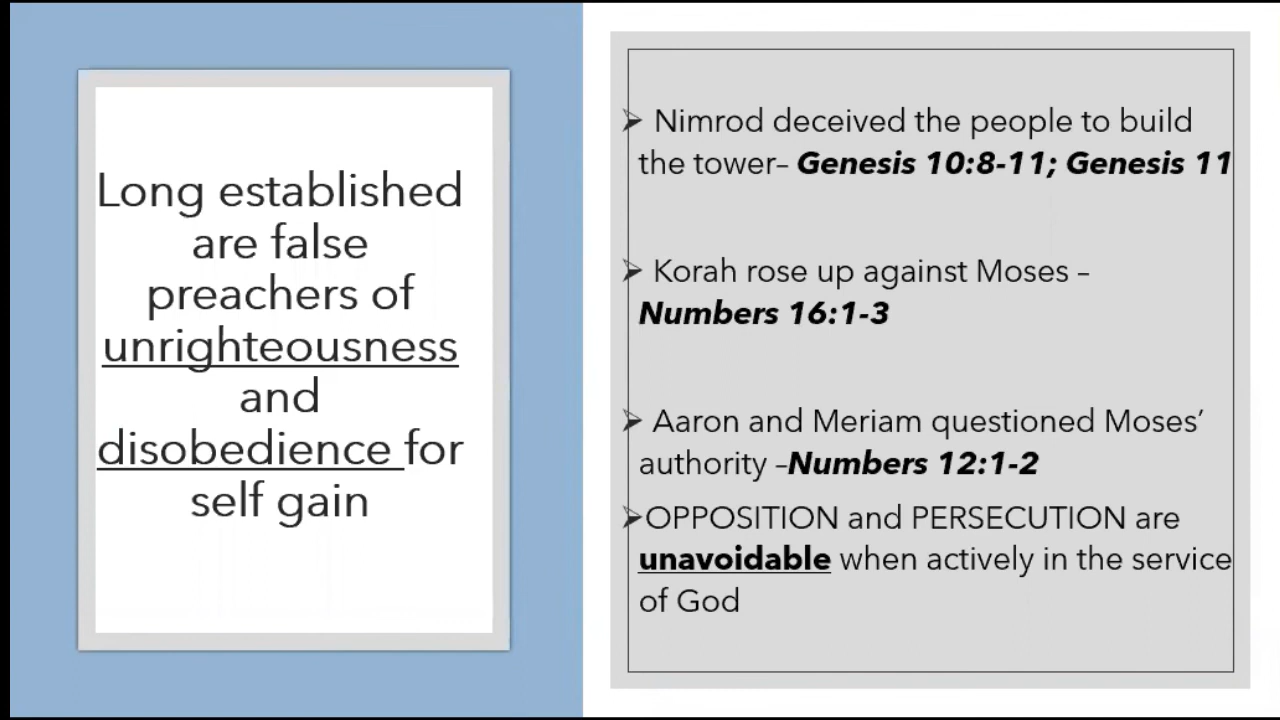 Long established
are false
preachers of
unrighteousness
and
disobedience for
self gain
➢ Nimrod deceived the people to build
the tower– Genesis 10:8-11; Genesis 11
➢ Korah rose up against Moses –
Numbers 16:1-3
➢ Aaron and Meriam questioned Moses’
authority –Numbers 12:1-2
➢OPPOSITION and PERSECUTION are
unavoidable when actively in the service
of God